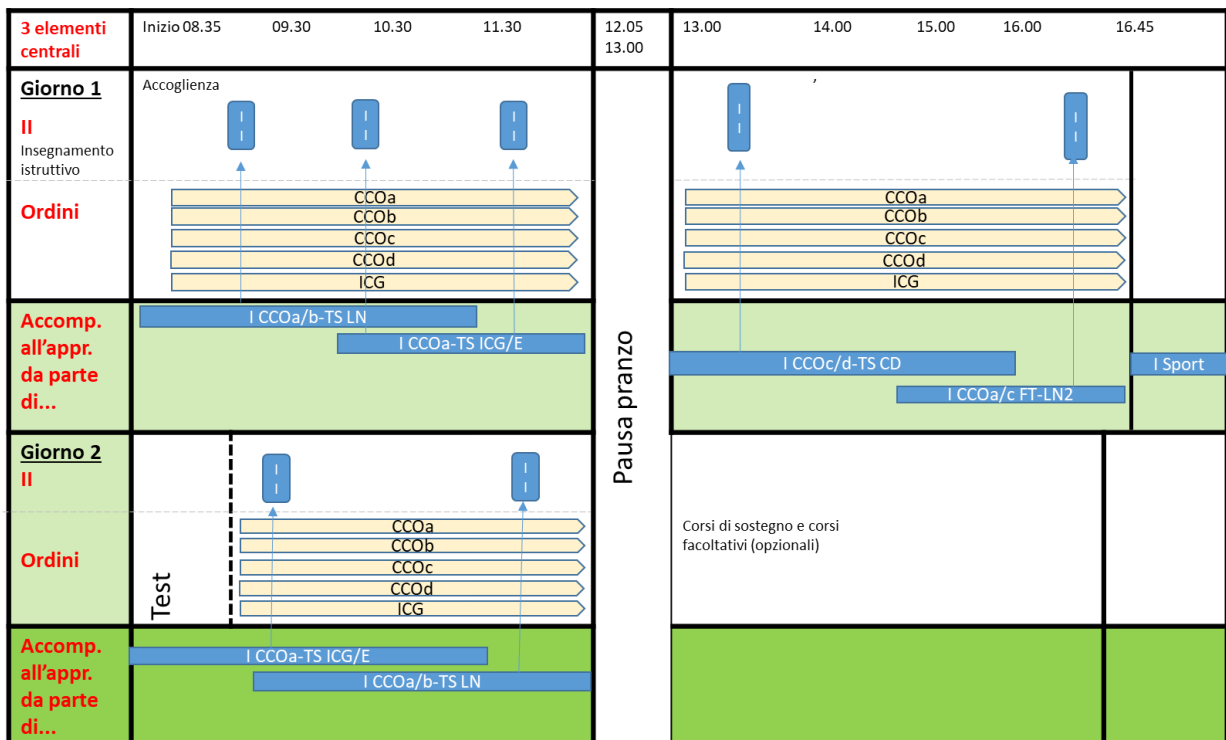 3 elementi
centrali
Inizio 08.35
09.30
10.30
11.30
12.05
13.00
13.00
14.00
15.00
16.00
16.45
Giorno 1
II
Insegnamento
istruttivo
Accoglienza
I I
I I
I I
I I
I I
,
Ordini
CCOa
CCOb
CCOc
CCOd
ICG
CCOa
CCOb
CCOc
CCOd
ICG
Accomp.
all'appr.
da parte
di...
I CCOa/b-TS LN
I CCOa-TS ICG/E
I CCOc/d-TS CD
I CCOa/c FT-LN2
I Sport
Pausa pranzo
Giorno 2
II
I I
I I
Ordini
Test
CCOa
CCOb
CCOc
CCOd
ICG
Corsi di sostegno e corsi
facoltativi (opzionali)
Accomp.
all'appr.
da parte
di...
I CCOa-TS ICG/E
I CCOa/b-TS LN